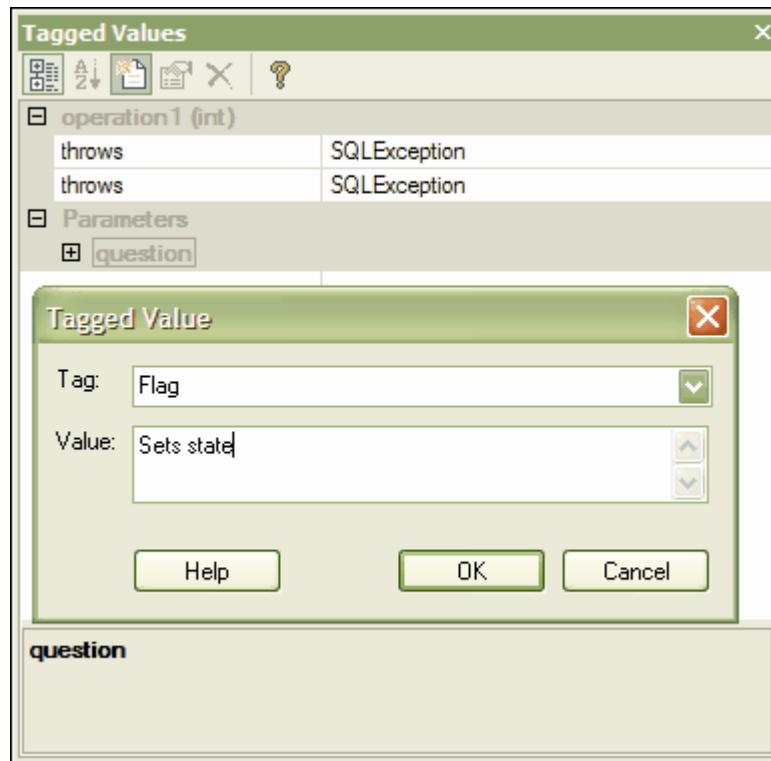 Tagged Values
operation1 (int)
throws SQLException
throws SQLException
Parameters
question
Tagged Value
Tag: Flag
Value: Sets state
Help OK Cancel
question